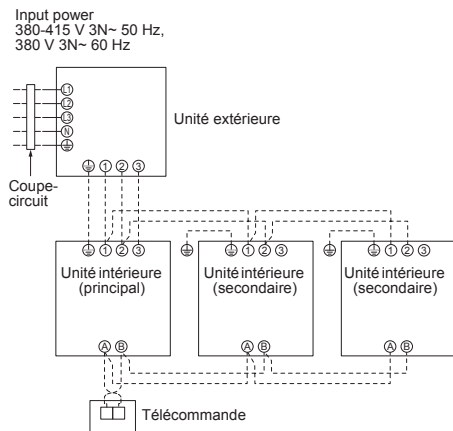 Input power
380-415 V 3N~ 50 Hz,
380 V 3N~ 60 Hz
L1
L2
L3
N
Unité extérieure
1 2 3
Coupe-
circuit
1 2 3 1 2 3 1 2 3
Unité intérieure
(principal)
Unité intérieure
(secondaire)
Unité intérieure
(secondaire)
A B A B A B
Télécommande